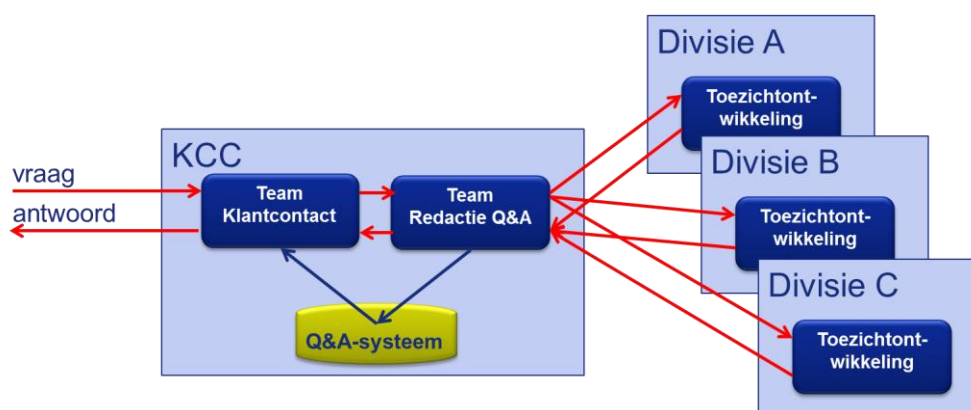 vraag
antwoord
KCC
Team
Klantcontact
Team
Redactie Q&A
Q&A-systeem
Divisie A
Toezichtont-
wikkeling
Divisie B
Toezichtont-
wikkeling
Divisie C
Toezichtont-
wikkeling